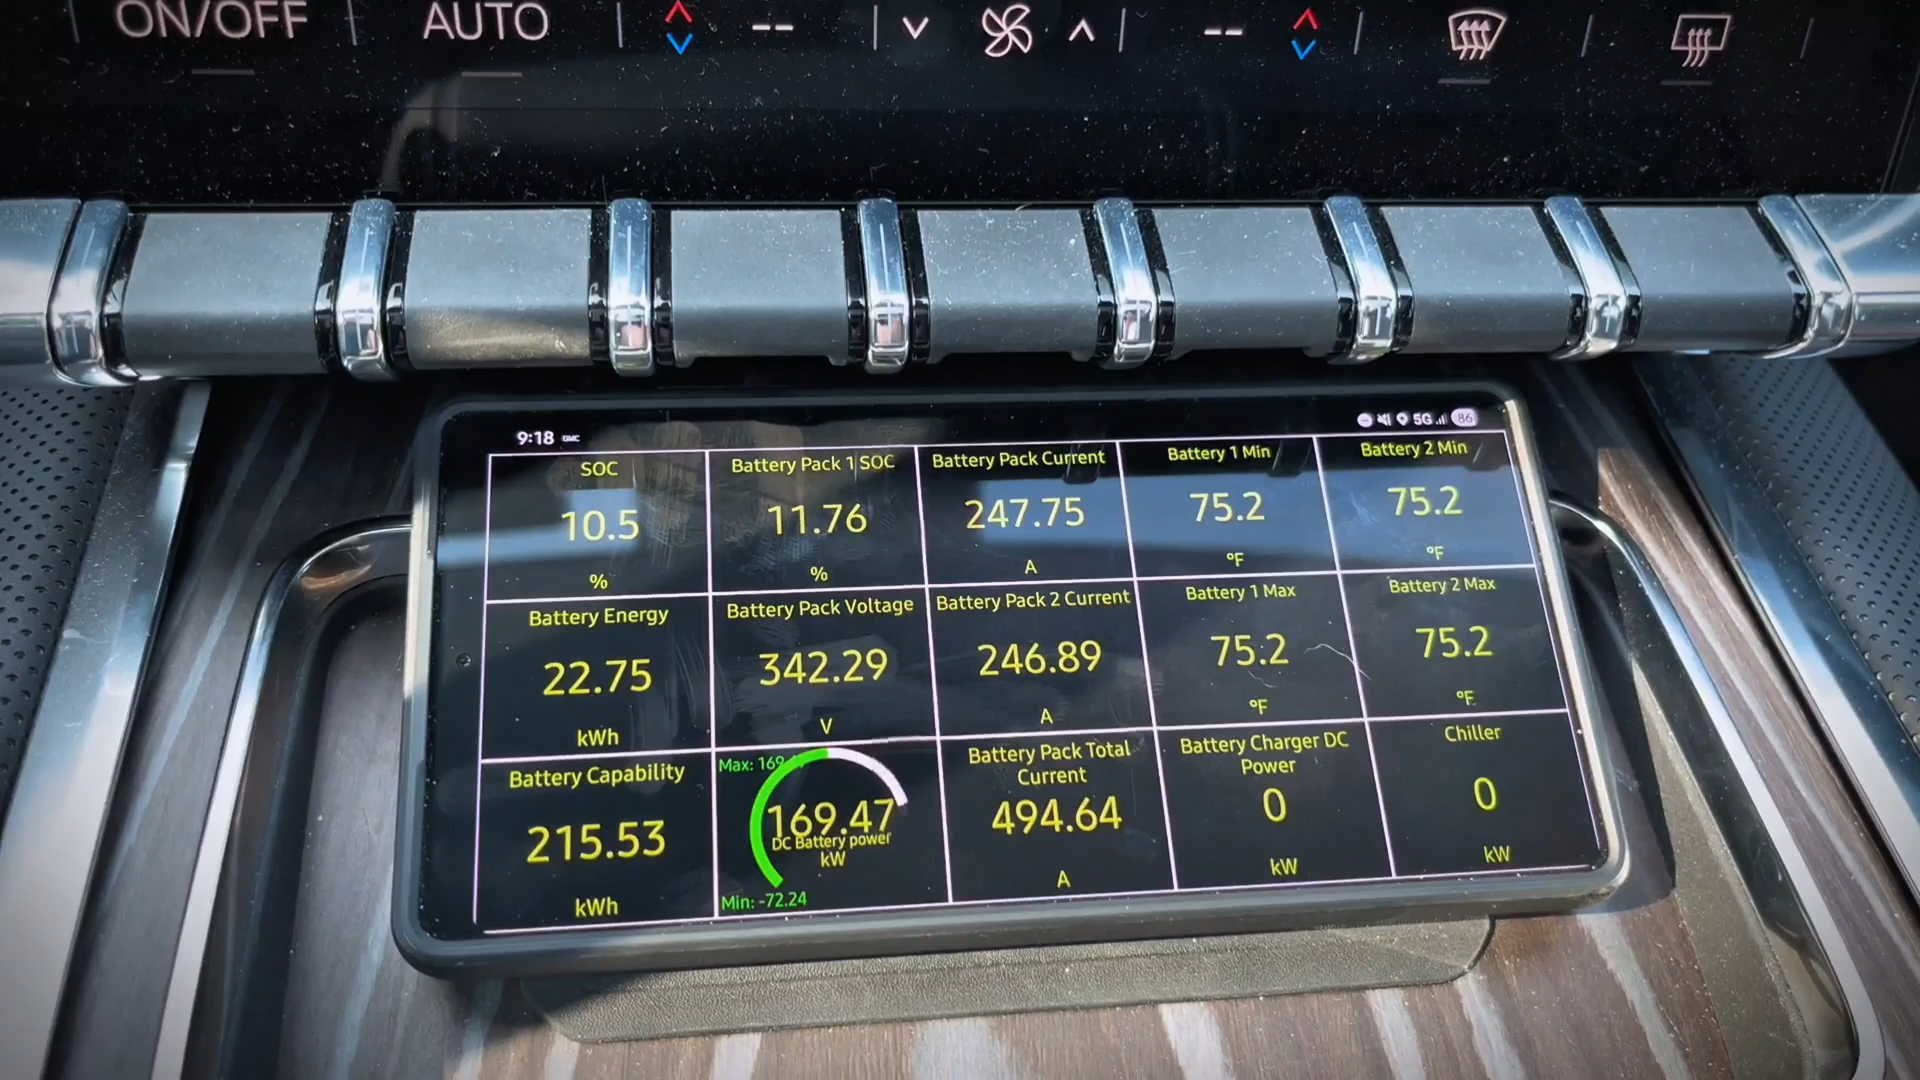 ON/OFF AUTO -- --
9:18 GMC 5G 86
SOC
10.5
%
Battery Pack 1 SOC
11.76
%
Battery Pack Current
247.75
A
Battery 1 Min
75.2
°F
Battery 2 Min
75.2
°F
Battery Energy
22.75
kWh
Battery Pack Voltage
342.29
V
Battery Pack 2 Current
246.89
A
Battery 1 Max
75.2
°F
Battery 2 Max
75.2
°F
Battery Capability
215.53
kWh
Max: 169
169.47
DC Battery power
kW
Min: -72.24
Battery Pack Total
Current
494.64
A
Battery Charger DC
Power
0
kW
Chiller
0
kW